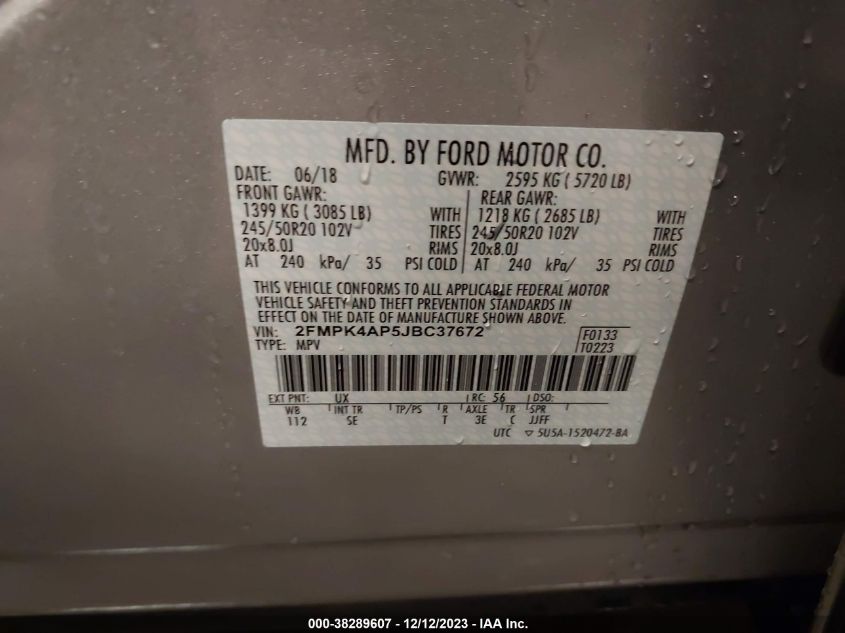 MFD. BY FORD MOTOR CO.
DATE: 06/18 GVWR: 2595 KG ( 5720 LB)
FRONT GAWR: REAR GAWR:
1399 KG ( 3085 LB) WITH 1218 KG ( 2685 LB) WITH
245/50R20 102V TIRES 245/50R20 102V TIRES
20x8.0J RIMS 20x8.0J RIMS
AT 240 kPa/ 35 PSI COLD AT 240 kPa/ 35 PSI COLD
THIS VEHICLE CONFORMS TO ALL APPLICABLE FEDERAL MOTOR
VEHICLE SAFETY AND THEFT PREVENTION STANDARDS IN
EFFECT ON THE DATE OF MANUFACTURE SHOWN ABOVE.
VIN: 2FMPK4AP5JBC37672 F0133
TYPE: MPV T0223
EXT PNT: UX RC: 56 DSO:
WB INT TR TP/PS R AXLE TR SPR
112 SE T 3E C JJFF
UTC ▽ 5U5A-1520472-BA
000-38289607 - 12/12/2023 - IAA Inc.